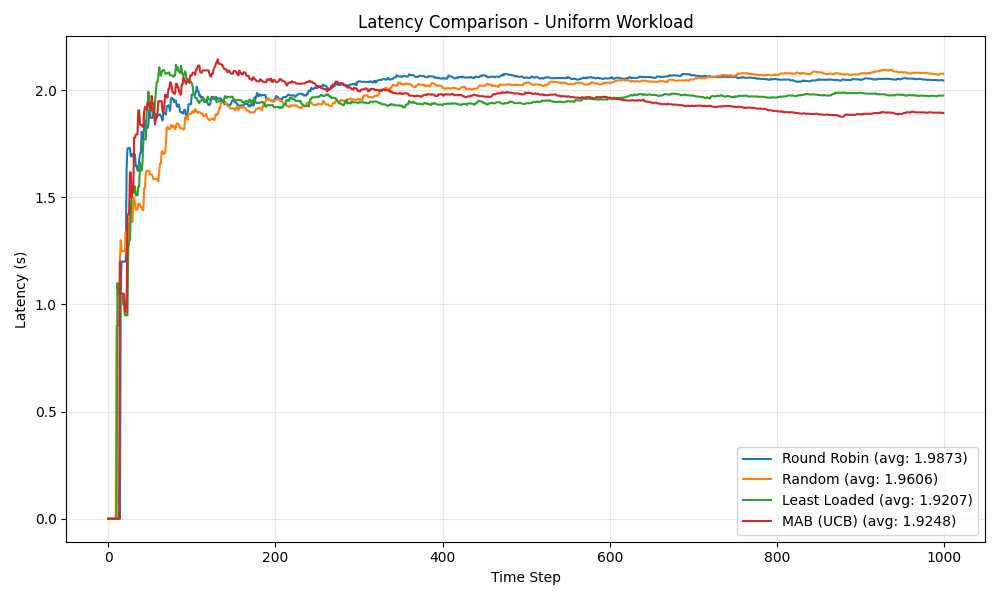 Latency Comparison - Uniform Workload
Latency (s)
2.0
1.5
1.0
0.5
0.0
0 200 400 600 800 1000
Time Step
Round Robin (avg: 1.9873)
Random (avg: 1.9606)
Least Loaded (avg: 1.9207)
MAB (UCB) (avg: 1.9248)